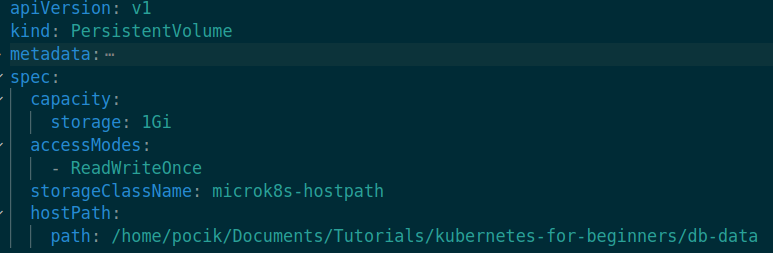 apiVersion: v1
kind: PersistentVolume
metadata: ⋯
spec:
  capacity:
    storage: 1Gi
  accessModes:
    - ReadWriteOnce
  storageClassName: microk8s-hostpath
  hostPath:
    path: /home/pocik/Documents/Tutorials/kubernetes-for-beginners/db-data